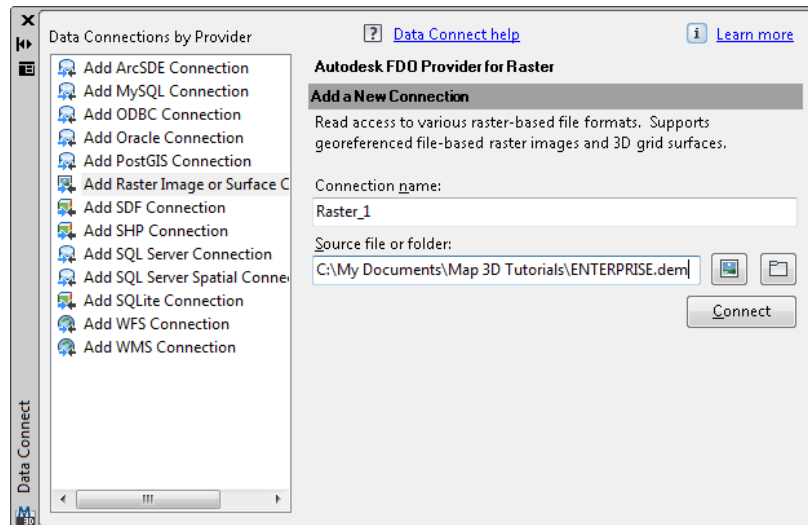 Data Connections by Provider
Add ArcSDE Connection
Add MySQL Connection
Add ODBC Connection
Add Oracle Connection
Add PostGIS Connection
Add Raster Image or Surface C
Add SDF Connection
Add SHP Connection
Add SQL Server Connection
Add SQL Server Spatial Conne
Add SQLite Connection
Add WFS Connection
Add WMS Connection
Data Connect
3D
? Data Connect help
i Learn more
Autodesk FDO Provider for Raster
Add a New Connection
Read access to various raster-based file formats. Supports
georeferenced file-based raster images and 3D grid surfaces.
Connection name:
Raster_1
Source file or folder:
C:\My Documents\Map 3D Tutorials\ENTERPRISE.dem
Connect